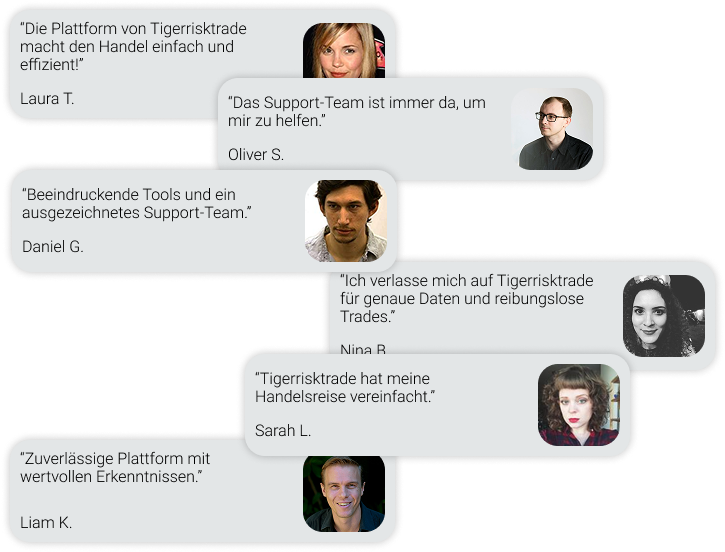 “Die Plattform von Tigerrisktrade
macht den Handel einfach und
effizient!”
Laura T.
“Das Support-Team ist immer da, um
mir zu helfen.”
Oliver S.
“Beeindruckende Tools und ein
ausgezeichnetes Support-Team.”
Daniel G.
“Ich verlasse mich auf Tigerrisktrade
für genaue Daten und reibungslose
Trades.”
Nina B.
“Tigerrisktrade hat meine
Handelsreise vereinfacht.”
Sarah L.
“Zuverlässige Plattform mit
wertvollen Erkenntnissen.”
Liam K.